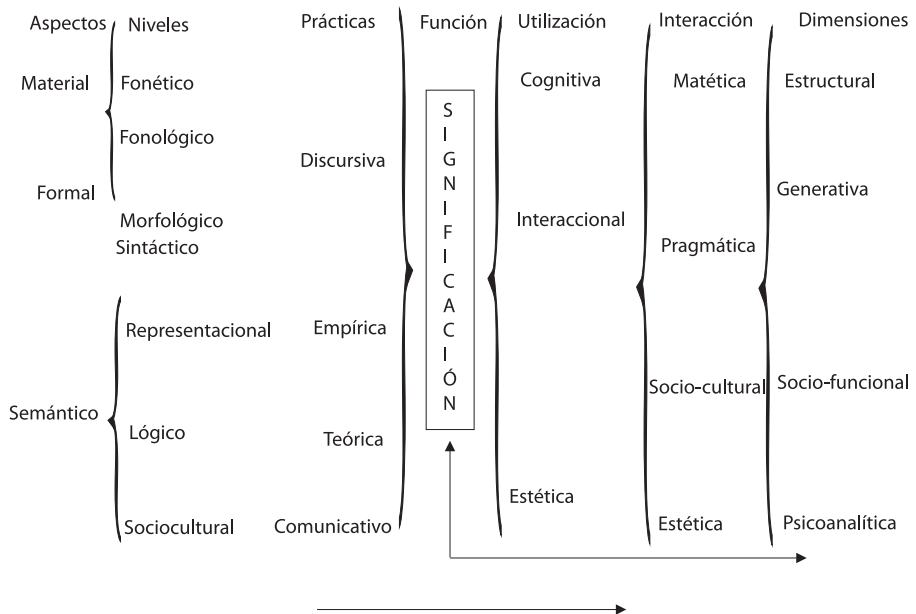 Aspectos Niveles Prácticas Función Utilización Interacción Dimensiones
Material Fonético Cognitiva Matética Estructural
Fonológico
Discursiva
Formal Generativa
Morfológico Interaccional
Sintáctico Pragmática
SIGNIFICACIÓN
Representacional Empírica
Socio-cultural Socio-funcional
Semántico
Lógico Teórica
Estética
Sociocultural Comunicativo Estética Psicoanalítica